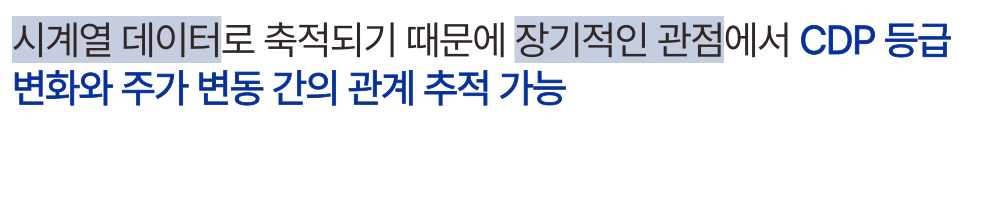 시계열 데이터로 축적되기 때문에 장기적인 관점에서 CDP 등급
변화와 주가 변동 간의 관계 추적 가능